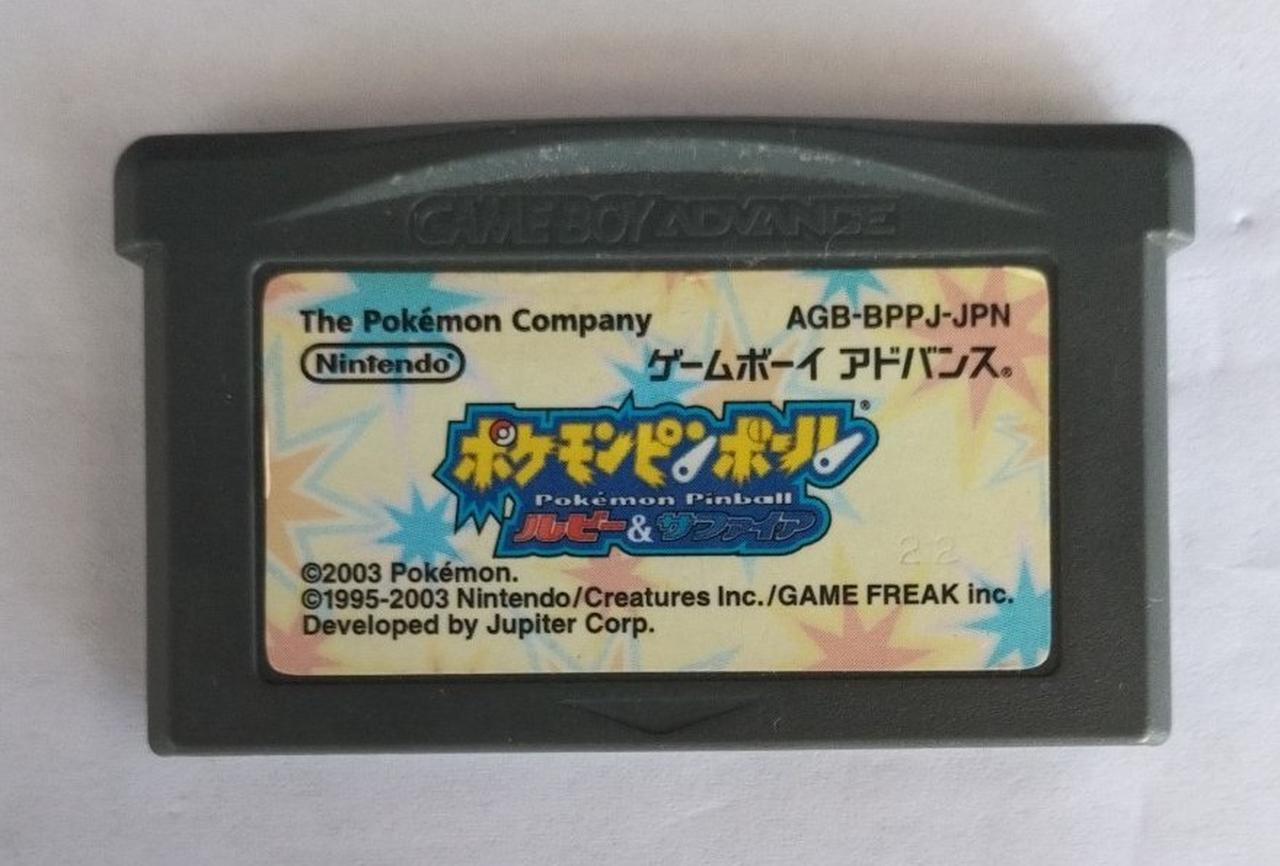 GAME BOY ADVANCE
The Pokémon Company
AGB-BPPJ-JPN
Nintendo®
ゲームボーイ アドバンス®
ポケモンピンボール®
Pokémon Pinball
ルビー&サファイア
22
©2003 Pokémon.
©1995-2003 Nintendo/Creatures Inc./GAME FREAK inc.
Developed by Jupiter Corp.